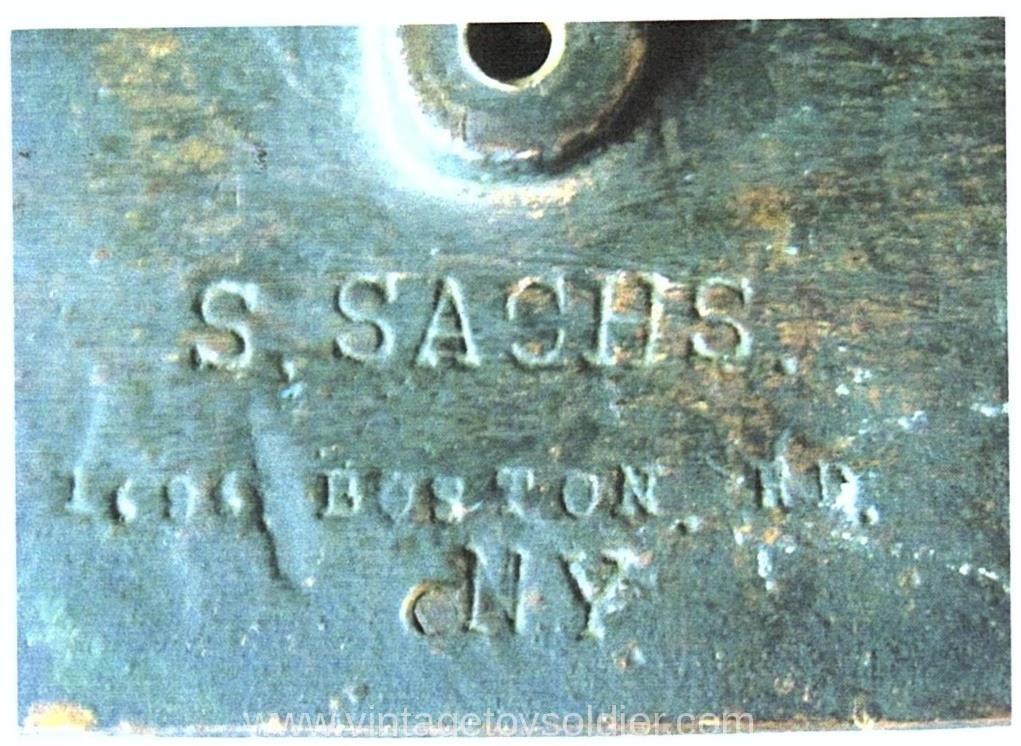 S. SACHS.
BOSTON. RD.
NY
www.vintagetoysoldier.com